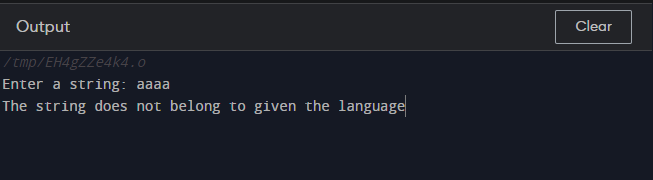 Output
Clear
/tmp/EH4gZZe4k4.o
Enter a string: aaaa
The string does not belong to given the language